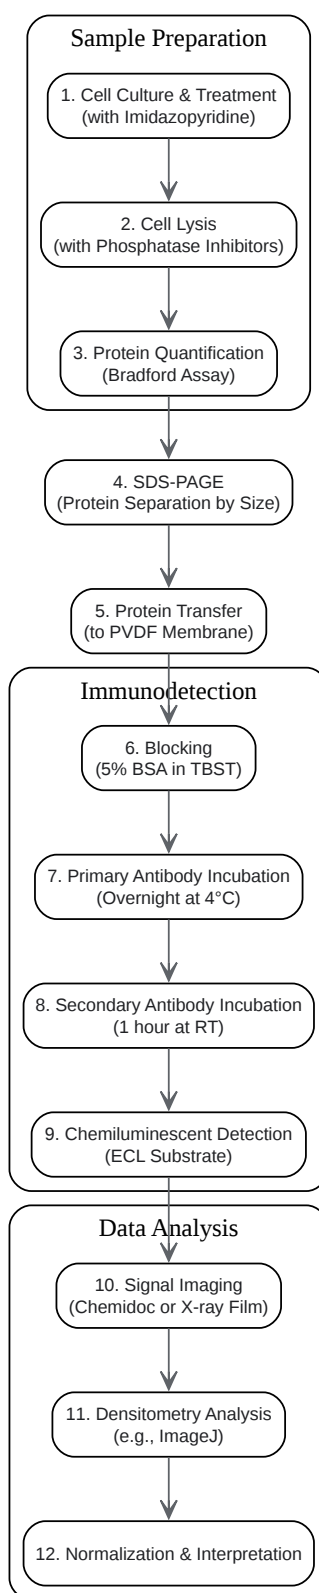 Sample Preparation
1. Cell Culture & Treatment
(with Imidazopyridine)
2. Cell Lysis
(with Phosphatase Inhibitors)
3. Protein Quantification
(Bradford Assay)
4. SDS-PAGE
(Protein Separation by Size)
5. Protein Transfer
(to PVDF Membrane)
Immunodetection
6. Blocking
(5% BSA in TBST)
7. Primary Antibody Incubation
(Overnight at 4°C)
8. Secondary Antibody Incubation
(1 hour at RT)
9. Chemiluminescent Detection
(ECL Substrate)
Data Analysis
10. Signal Imaging
(Chemidoc or X-ray Film)
11. Densitometry Analysis
(e.g., ImageJ)
12. Normalization & Interpretation